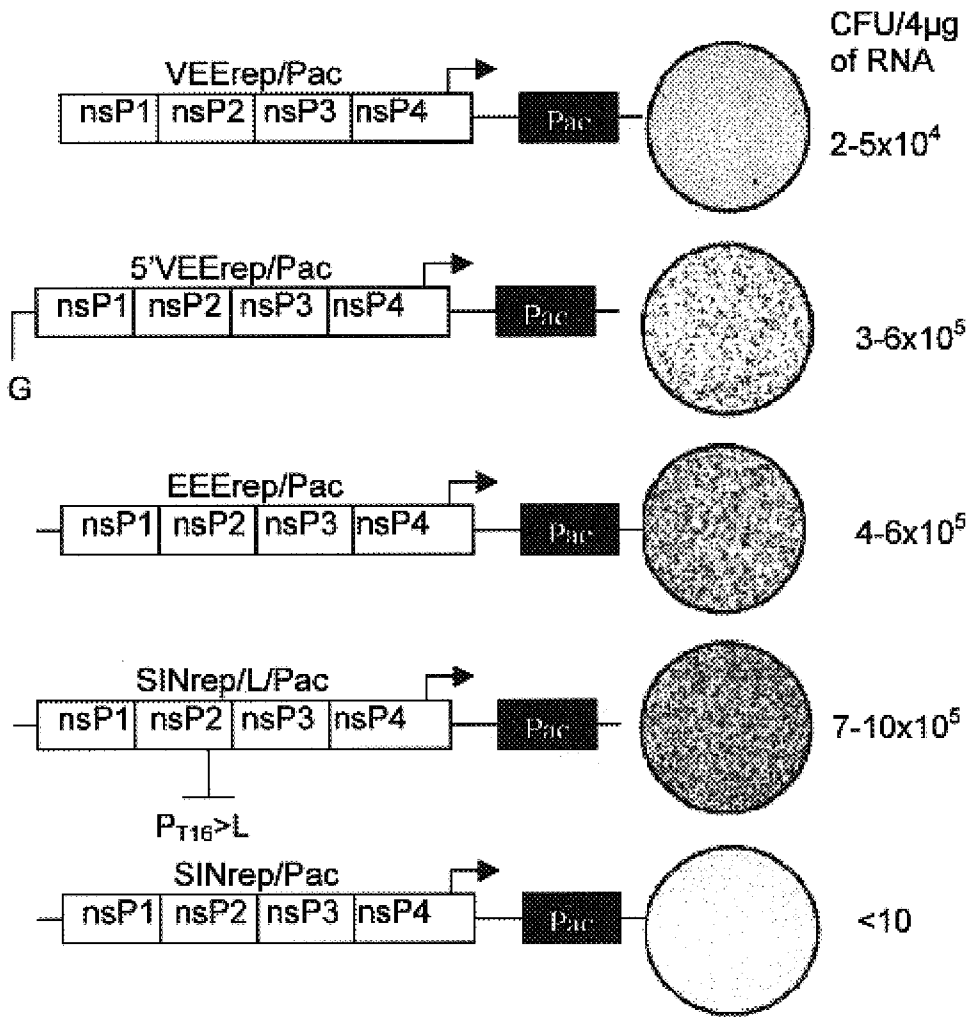 CFU/4µg
of RNA
VEErep/Pac
nsP1 nsP2 nsP3 nsP4 Pac
2-5x10⁴
5'VEErep/Pac
nsP1 nsP2 nsP3 nsP4 Pac
3-6x10⁵
G
EEErep/Pac
nsP1 nsP2 nsP3 nsP4 Pac
4-6x10⁵
SINrep/L/Pac
nsP1 nsP2 nsP3 nsP4 Pac
7-10x10⁵
P_T16>L
SINrep/Pac
nsP1 nsP2 nsP3 nsP4 Pac
<10